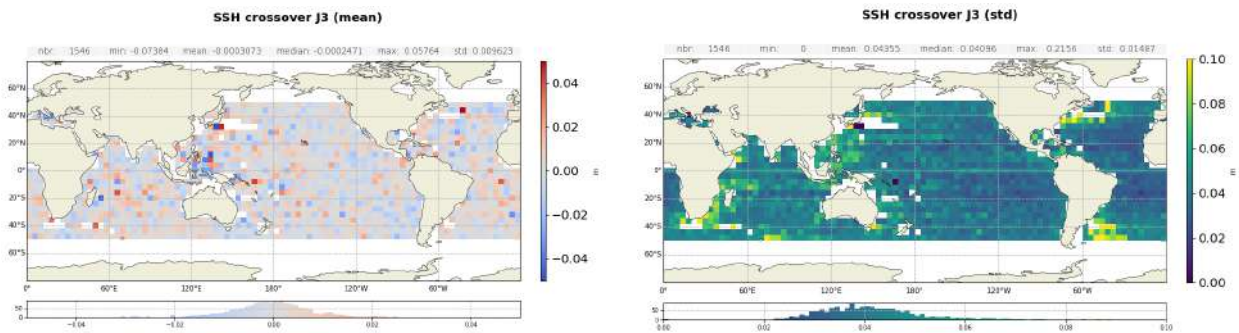 SSH crossover J3 (mean)
nbr: 1546 min: -0.07384 mean: -0.0003073 median: -0.0002471 max: 0.05764 std: 0.009623
60°N
40°N
20°N
0°
20°S
40°S
60°S
0° 60°E 120°E 180° 120°W 60°W
0.04
0.02
0.00
−0.02
−0.04
m
50
0
−0.04 −0.02 0.00 0.02 0.04
SSH crossover J3 (std)
nbr: 1546 min: 0 mean: 0.04355 median: 0.04096 max: 0.2156 std: 0.01487
60°N
40°N
20°N
0°
20°S
40°S
60°S
0° 60°E 120°E 180° 120°W 60°W
0.10
0.08
0.06
0.04
0.02
0.00
m
50
0
0.00 0.02 0.04 0.06 0.08 0.10